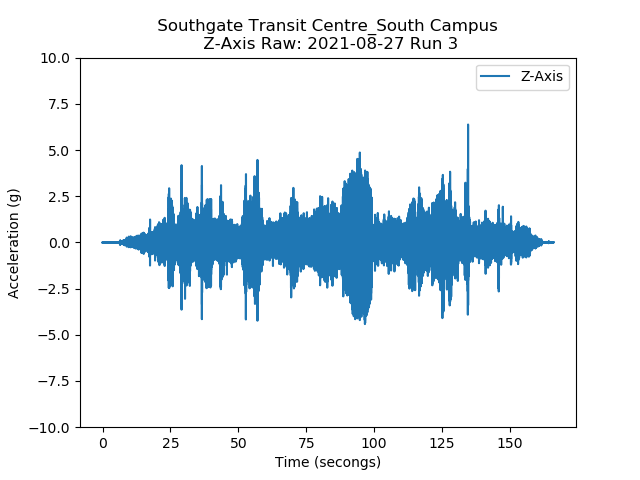 Southgate Transit Centre_South Campus
Z-Axis Raw: 2021-08-27 Run 3
Z-Axis
10.0
7.5
5.0
2.5
0.0
−2.5
−5.0
−7.5
−10.0
Acceleration (g)
0 25 50 75 100 125 150
Time (secongs)